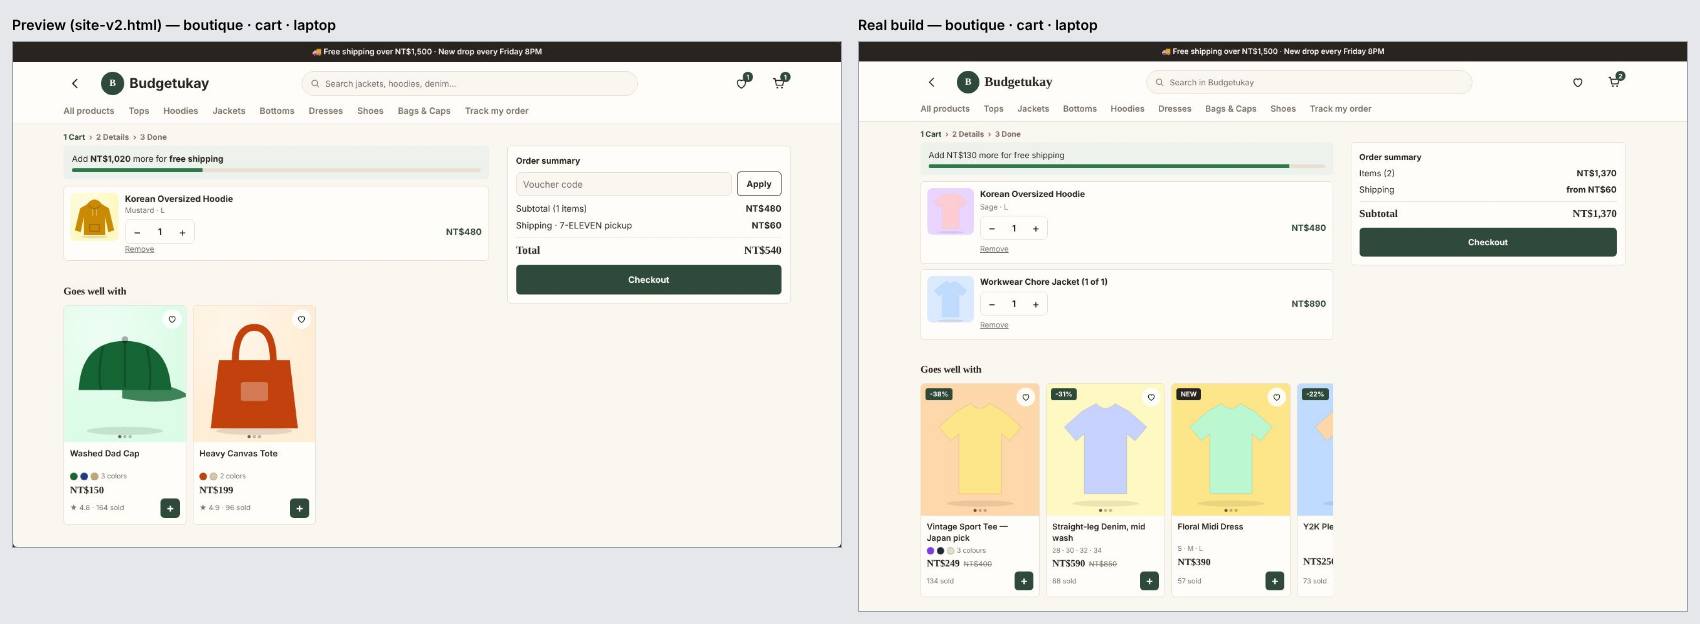 Preview (site-v2.html) — boutique · cart · laptop
🚚 Free shipping over NT$1,500 · New drop every Friday 8PM
B Budgetukay
Search jackets, hoodies, denim...
1 1
All products Tops Hoodies Jackets Bottoms Dresses Shoes Bags & Caps Track my order
1 Cart › 2 Details › 3 Done
Add NT$1,020 more for free shipping
Korean Oversized Hoodie
Mustard · L
− 1 +
NT$480
Remove
Order summary
Voucher code
Apply
Subtotal (1 items) NT$480
Shipping · 7-ELEVEN pickup NT$60
Total NT$540
Checkout
Goes well with
Washed Dad Cap
3 colors
NT$150
★ 4.8 · 164 sold
+
Heavy Canvas Tote
2 colors
NT$199
★ 4.9 · 96 sold
+
Real build — boutique · cart · laptop
🚚 Free shipping over NT$1,500 · New drop every Friday 8PM
B Budgetukay
Search in Budgetukay
2
All products Tops Jackets Bottoms Hoodies Dresses Bags & Caps Shoes Track my order
1 Cart › 2 Details › 3 Done
Add NT$130 more for free shipping
Korean Oversized Hoodie
Sage · L
− 1 +
NT$480
Remove
Workwear Chore Jacket (1 of 1)
− 1 +
NT$890
Remove
Order summary
Items (2) NT$1,370
Shipping from NT$60
Subtotal NT$1,370
Checkout
Goes well with
-38%
Vintage Sport Tee —
Japan pick
3 colours
NT$249 NT$400
134 sold
+
-31%
Straight-leg Denim, mid
wash
28 · 30 · 32 · 34
NT$590 NT$850
88 sold
+
NEW
Floral Midi Dress
S · M · L
NT$390
57 sold
+
-22%
Y2K Ple
NT$250
73 sold